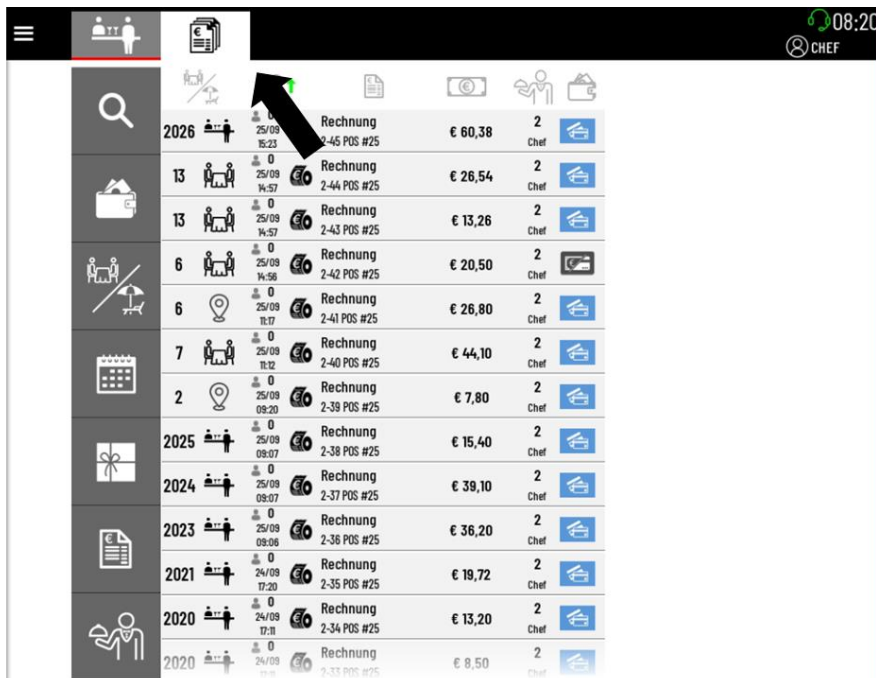 08:20
CHEF
2026 0 25/09 15:23 Rechnung 2-45 POS #25 € 60,38 2 Chef
13 0 25/09 14:57 Rechnung 2-44 POS #25 € 26,54 2 Chef
13 0 25/09 14:57 Rechnung 2-43 POS #25 € 13,26 2 Chef
6 0 25/09 14:56 Rechnung 2-42 POS #25 € 20,50 2 Chef
6 0 25/09 11:17 Rechnung 2-41 POS #25 € 26,80 2 Chef
7 0 25/09 11:12 Rechnung 2-40 POS #25 € 44,10 2 Chef
2 0 25/09 09:20 Rechnung 2-39 POS #25 € 7,80 2 Chef
2025 0 25/09 09:07 Rechnung 2-38 POS #25 € 15,40 2 Chef
2024 0 25/09 09:07 Rechnung 2-37 POS #25 € 39,10 2 Chef
2023 0 25/09 09:06 Rechnung 2-36 POS #25 € 36,20 2 Chef
2021 0 24/09 17:20 Rechnung 2-35 POS #25 € 19,72 2 Chef
2020 0 24/09 17:11 Rechnung 2-34 POS #25 € 13,20 2 Chef
2020 0 24/09 Rechnung 2-33 POS #25 € 8,50 2 Chef